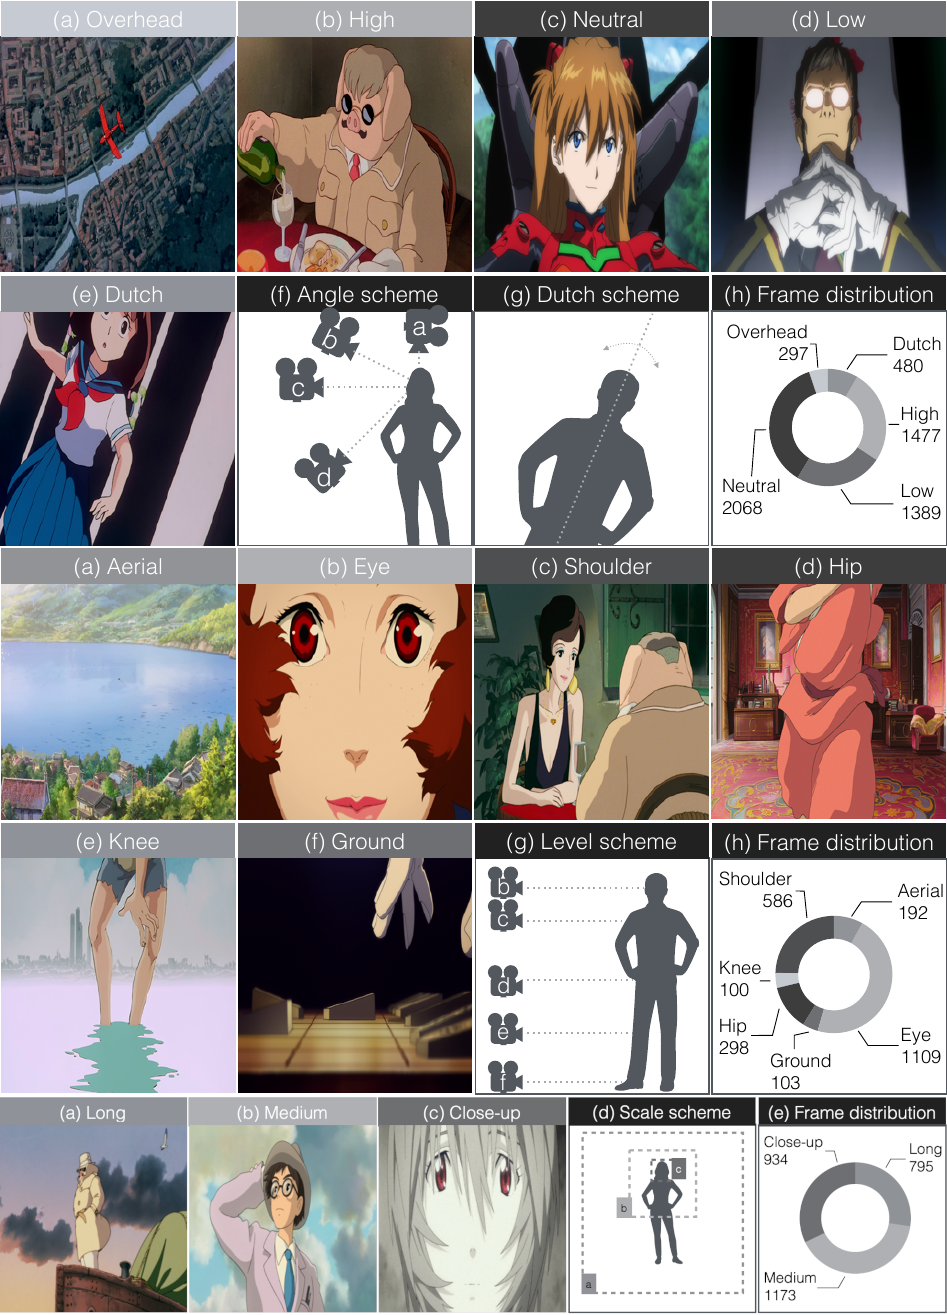 (a) Overhead
(b) High
(c) Neutral
(d) Low
(e) Dutch
(f) Angle scheme
a
b
c
d
(g) Dutch scheme
(h) Frame distribution
Overhead
297
Dutch
480
High
1477
Neutral
2068
Low
1389
(a) Aerial
(b) Eye
(c) Shoulder
(d) Hip
(e) Knee
(f) Ground
(g) Level scheme
b
c
d
e
f
(h) Frame distribution
Shoulder
586
Aerial
192
Knee
100
Hip
298
Ground
103
Eye
1109
(a) Long
(b) Medium
(c) Close-up
(d) Scale scheme
c
b
a
(e) Frame distribution
Close-up
934
Long
795
Medium
1173